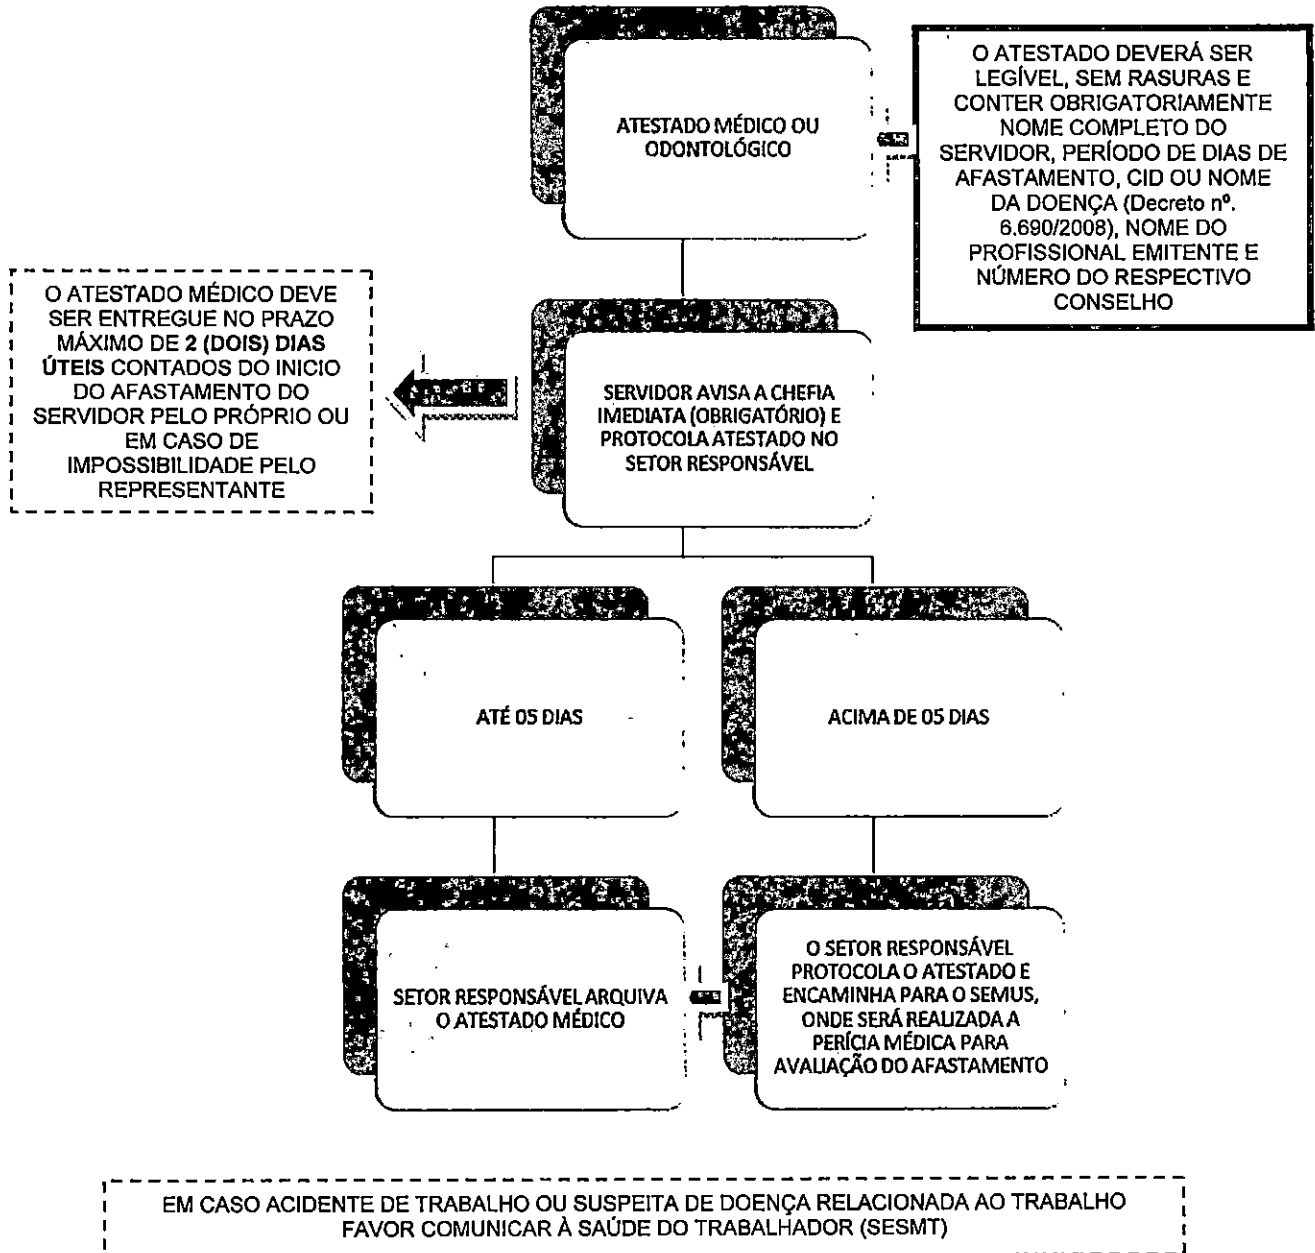 ATESTADO MÉDICO OU
ODONTOLÓGICO
O ATESTADO DEVERÁ SER
LEGÍVEL, SEM RASURAS E
CONTER OBRIGATORIAMENTE
NOME COMPLETO DO
SERVIDOR, PERÍODO DE DIAS DE
AFASTAMENTO, CID OU NOME
DA DOENÇA (Decreto nº.
6.690/2008), NOME DO
PROFISSIONAL EMITENTE E
NÚMERO DO RESPECTIVO
CONSELHO
O ATESTADO MÉDICO DEVE
SER ENTREGUE NO PRAZO
MÁXIMO DE 2 (DOIS) DIAS
ÚTEIS CONTADOS DO INICIO
DO AFASTAMENTO DO
SERVIDOR PELO PRÓPRIO OU
EM CASO DE
IMPOSSIBILIDADE PELO
REPRESENTANTE
SERVIDOR AVISA A CHEFIA
IMEDIATA (OBRIGATÓRIO) E
PROTOCOLA ATESTADO NO
SETOR RESPONSÁVEL
ATÉ 05 DIAS
ACIMA DE 05 DIAS
SETOR RESPONSÁVEL ARQUIVA
O ATESTADO MÉDICO
O SETOR RESPONSÁVEL
PROTOCOLA O ATESTADO E
ENCAMINHA PARA O SEMUS,
ONDE SERÁ REALIZADA A
PERÍCIA MÉDICA PARA
AVALIAÇÃO DO AFASTAMENTO
EM CASO ACIDENTE DE TRABALHO OU SUSPEITA DE DOENÇA RELACIONADA AO TRABALHO
FAVOR COMUNICAR À SAÚDE DO TRABALHADOR (SESMT)